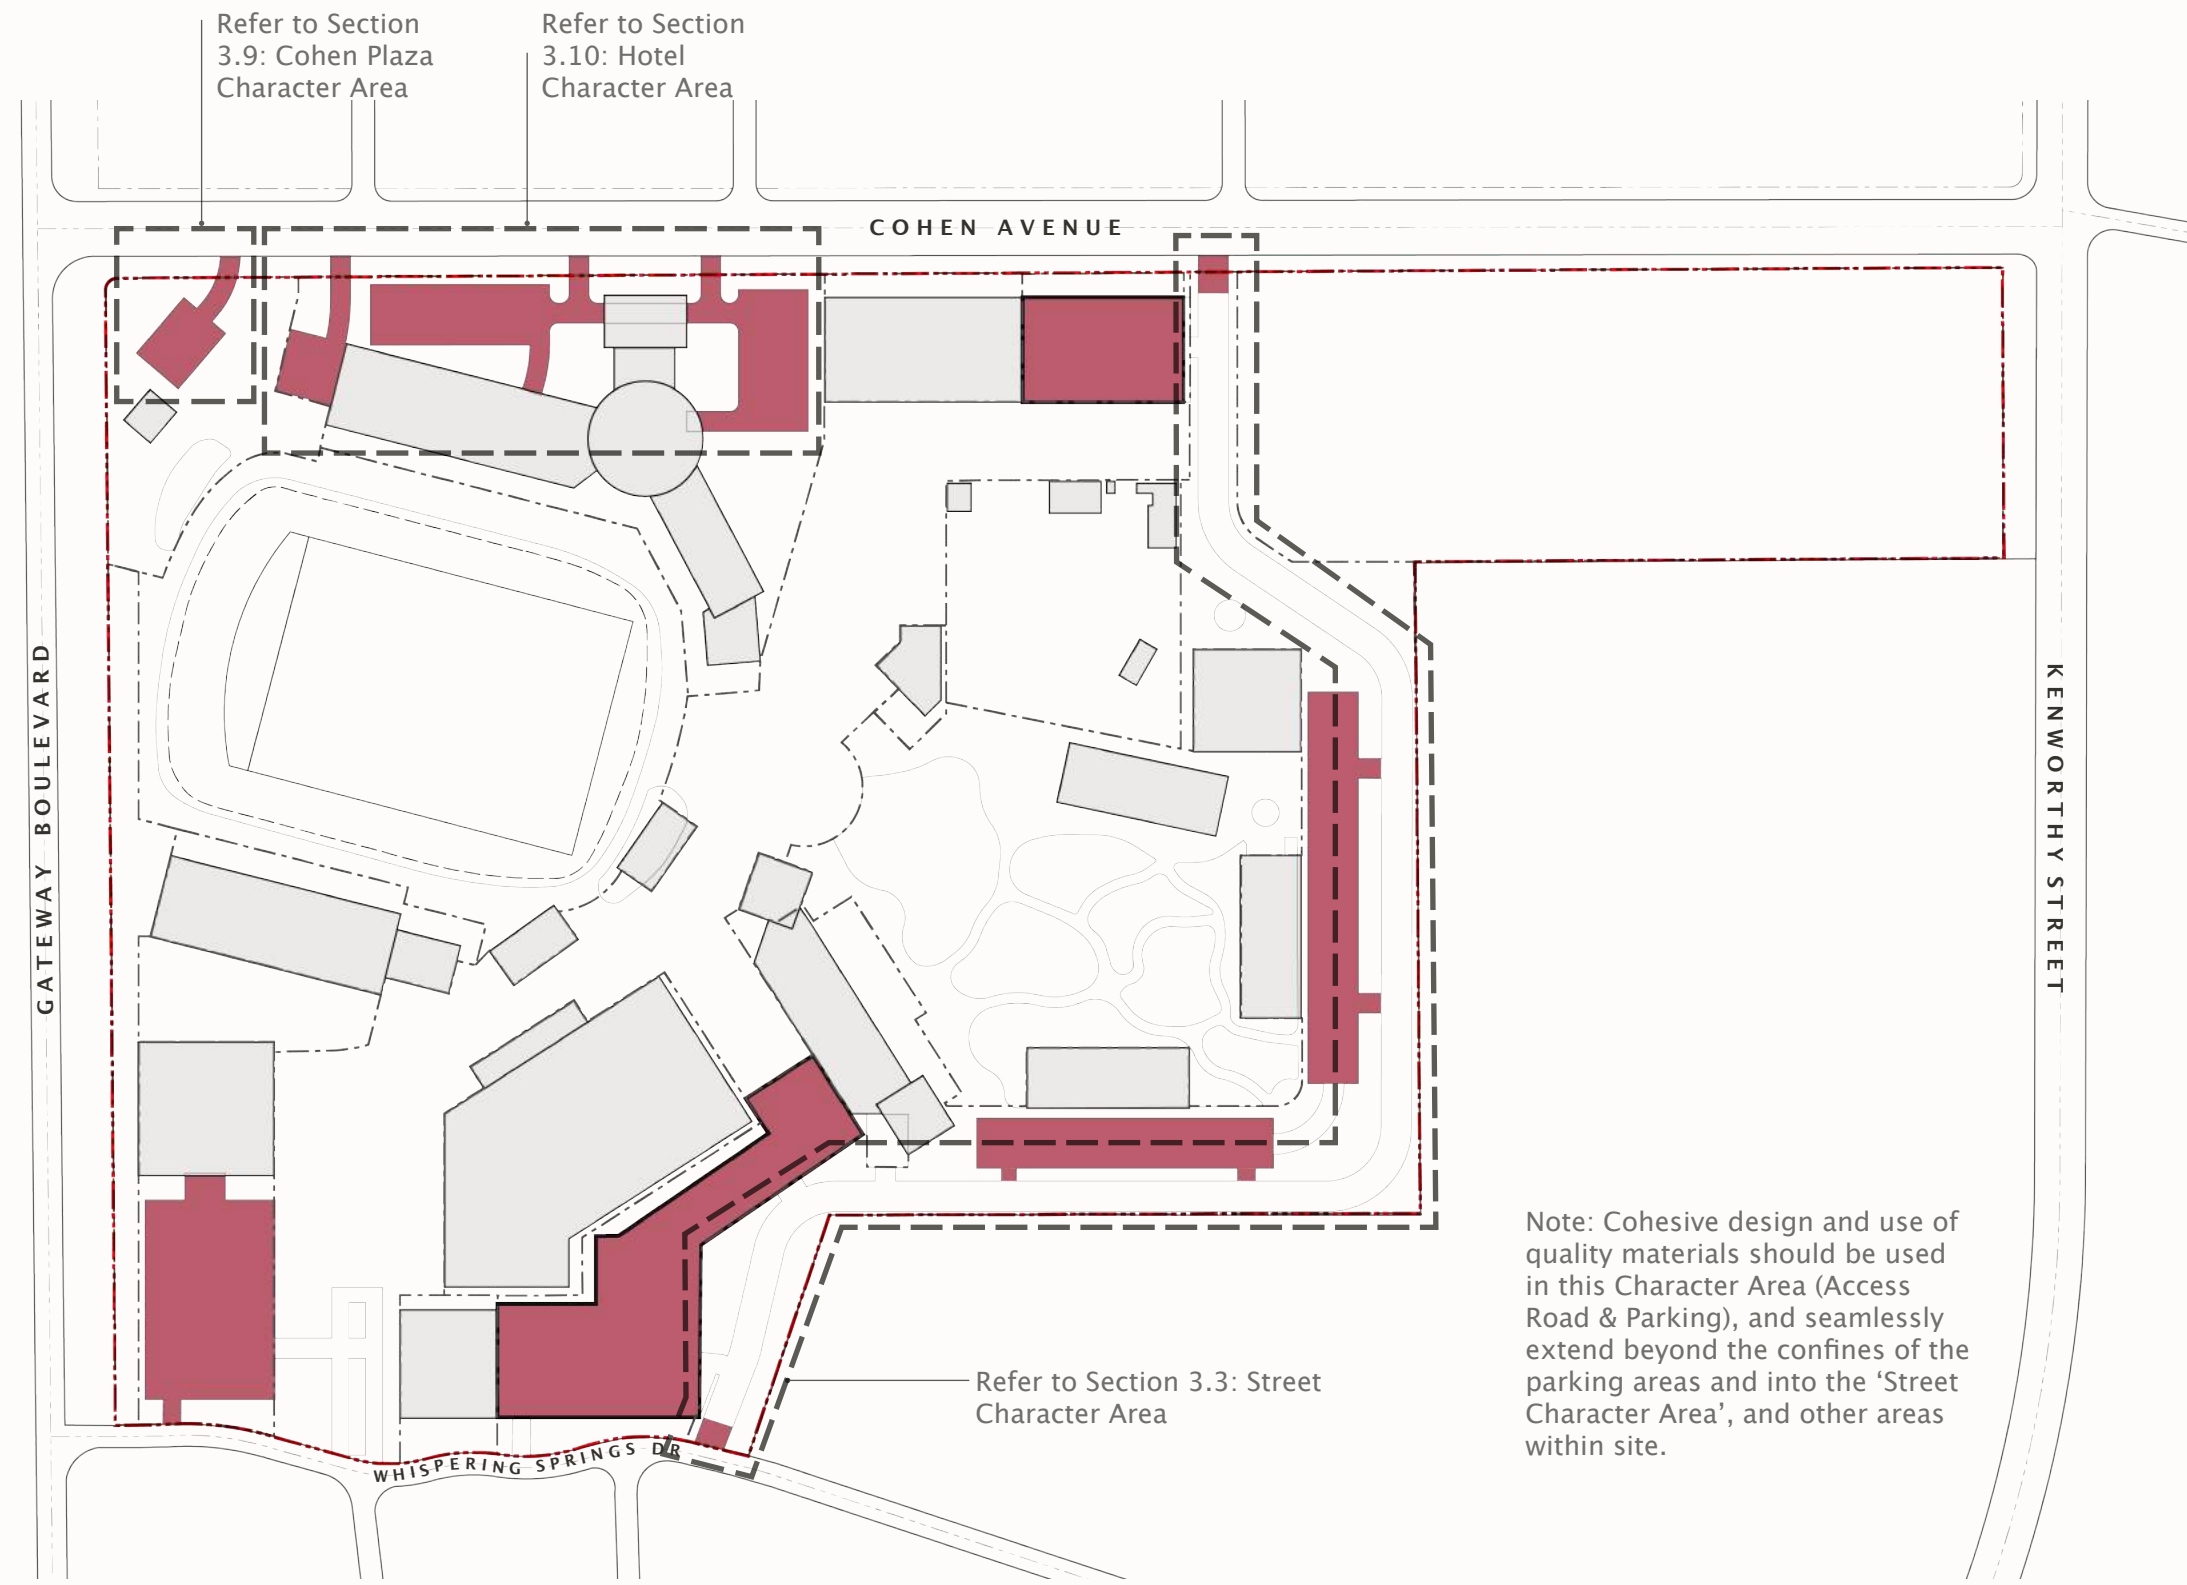 Refer to Section
3.9: Cohen Plaza
Character Area
Refer to Section
3.10: Hotel
Character Area
COHEN AVENUE
GATEWAY BOULEVARD
KENWORTHY STREET
Note: Cohesive design and use of
quality materials should be used
in this Character Area (Access
Road & Parking), and seamlessly
extend beyond the confines of the
parking areas and into the ‘Street
Character Area’, and other areas
within site.
Refer to Section 3.3: Street
Character Area
WHISPERING SPRINGS DR